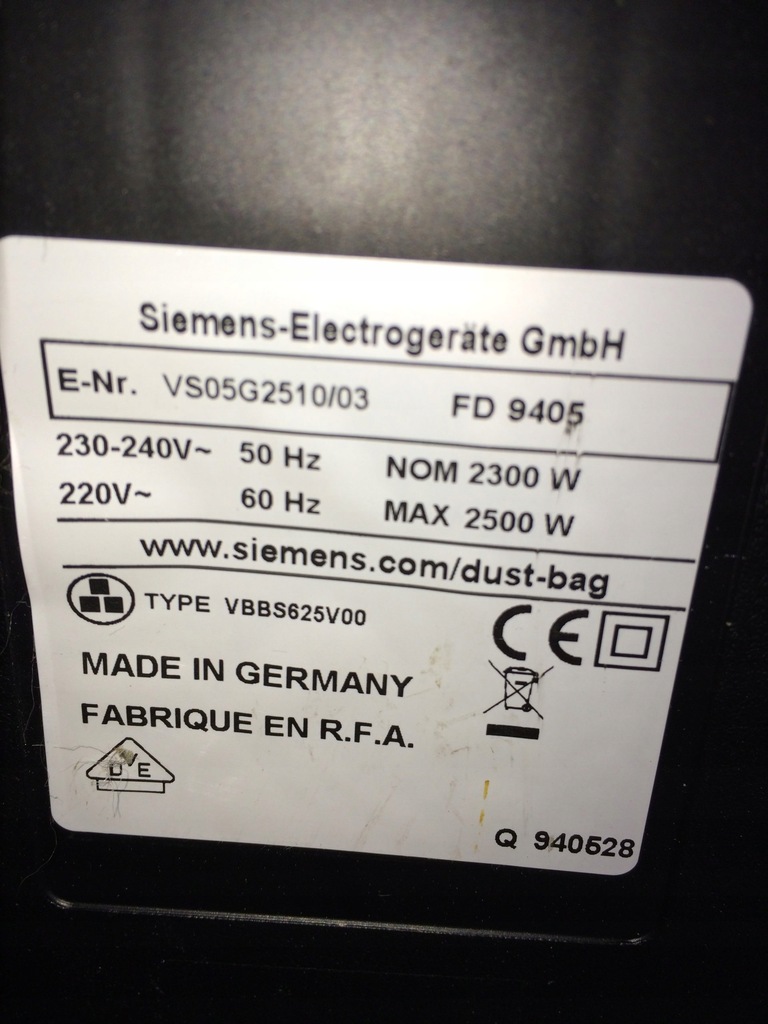 Siemens-Electrogeräte GmbH
E-Nr. VS05G2510/03 FD 9405
230-240V~ 50 Hz NOM 2300 W
220V~ 60 Hz MAX 2500 W
www.siemens.com/dust-bag
TYPE VBBS625V00
CE
MADE IN GERMANY
FABRIQUE EN R.F.A.
D E
Q 940528